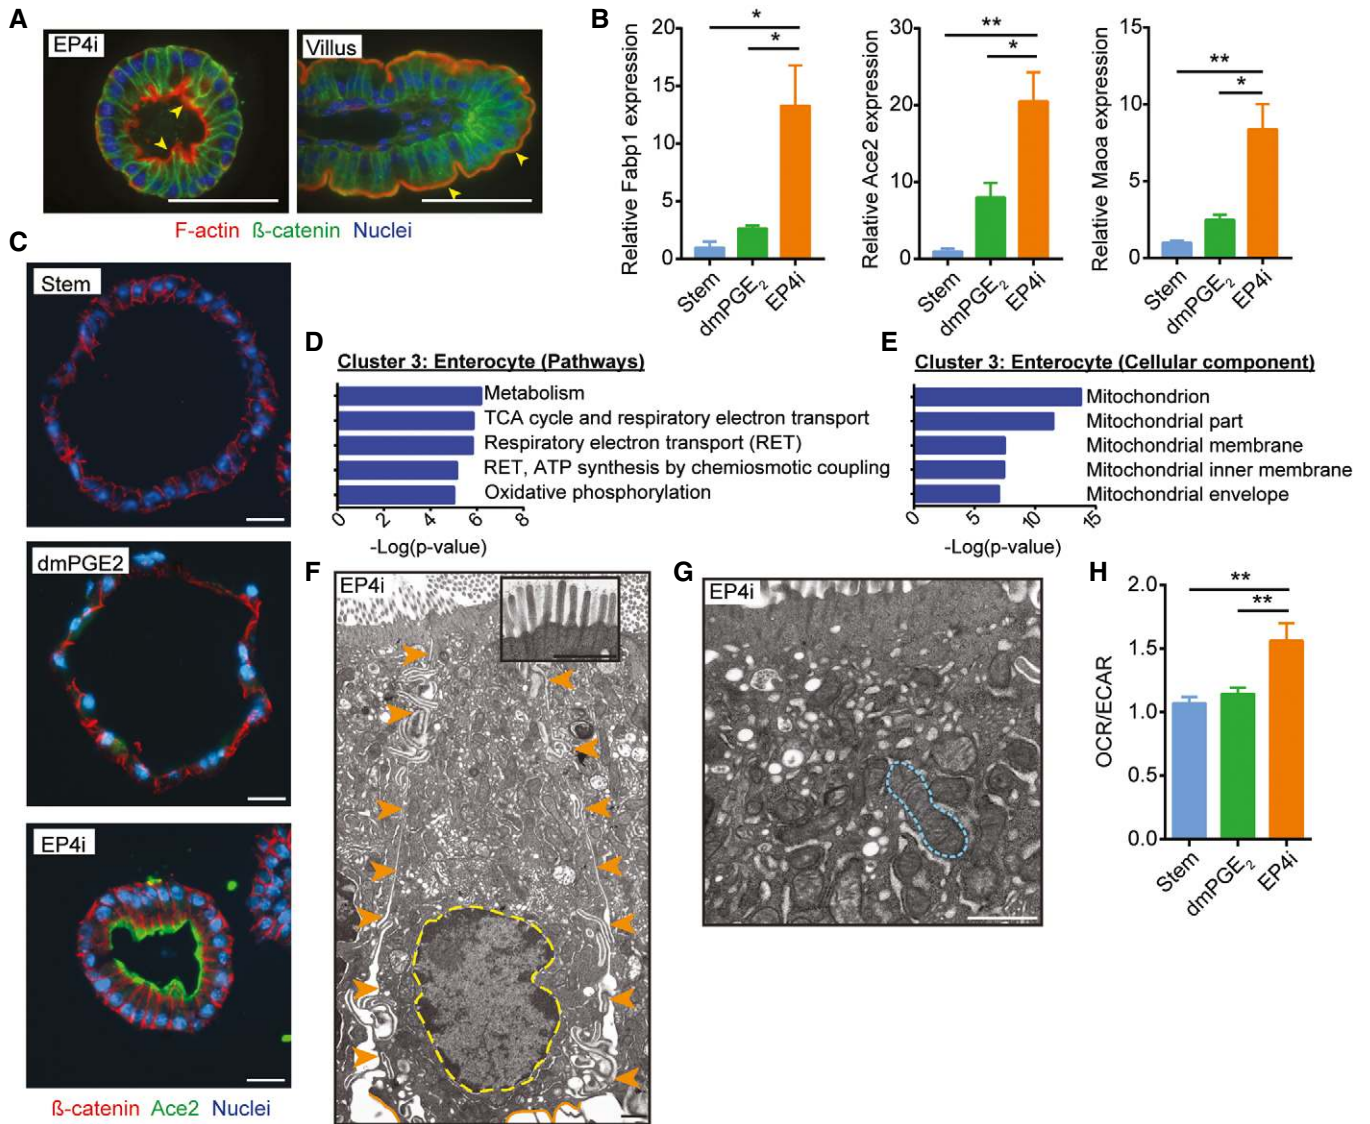 A
EP4i
Villus
F-actin ß-catenin Nuclei
B
Relative Fabp1 expression
20
15
10
5
0
*
*
Stem
dmPGE2
EP4i
Relative Ace2 expression
30
20
10
0
**
*
Stem
dmPGE2
EP4i
Relative Maoa expression
15
10
5
0
**
*
Stem
dmPGE2
EP4i
C
Stem
dmPGE2
EP4i
ß-catenin Ace2 Nuclei
D
Cluster 3: Enterocyte (Pathways)
Metabolism
TCA cycle and respiratory electron transport
Respiratory electron transport (RET)
RET, ATP synthesis by chemiosmotic coupling
Oxidative phosphorylation
0 2 4 6 8
-Log(p-value)
E
Cluster 3: Enterocyte (Cellular component)
Mitochondrion
Mitochondrial part
Mitochondrial membrane
Mitochondrial inner membrane
Mitochondrial envelope
0 5 10 15
-Log(p-value)
F
EP4i
G
EP4i
H
OCR/ECAR
2.0
1.5
1.0
0.5
0.0
**
**
Stem
dmPGE2
EP4i